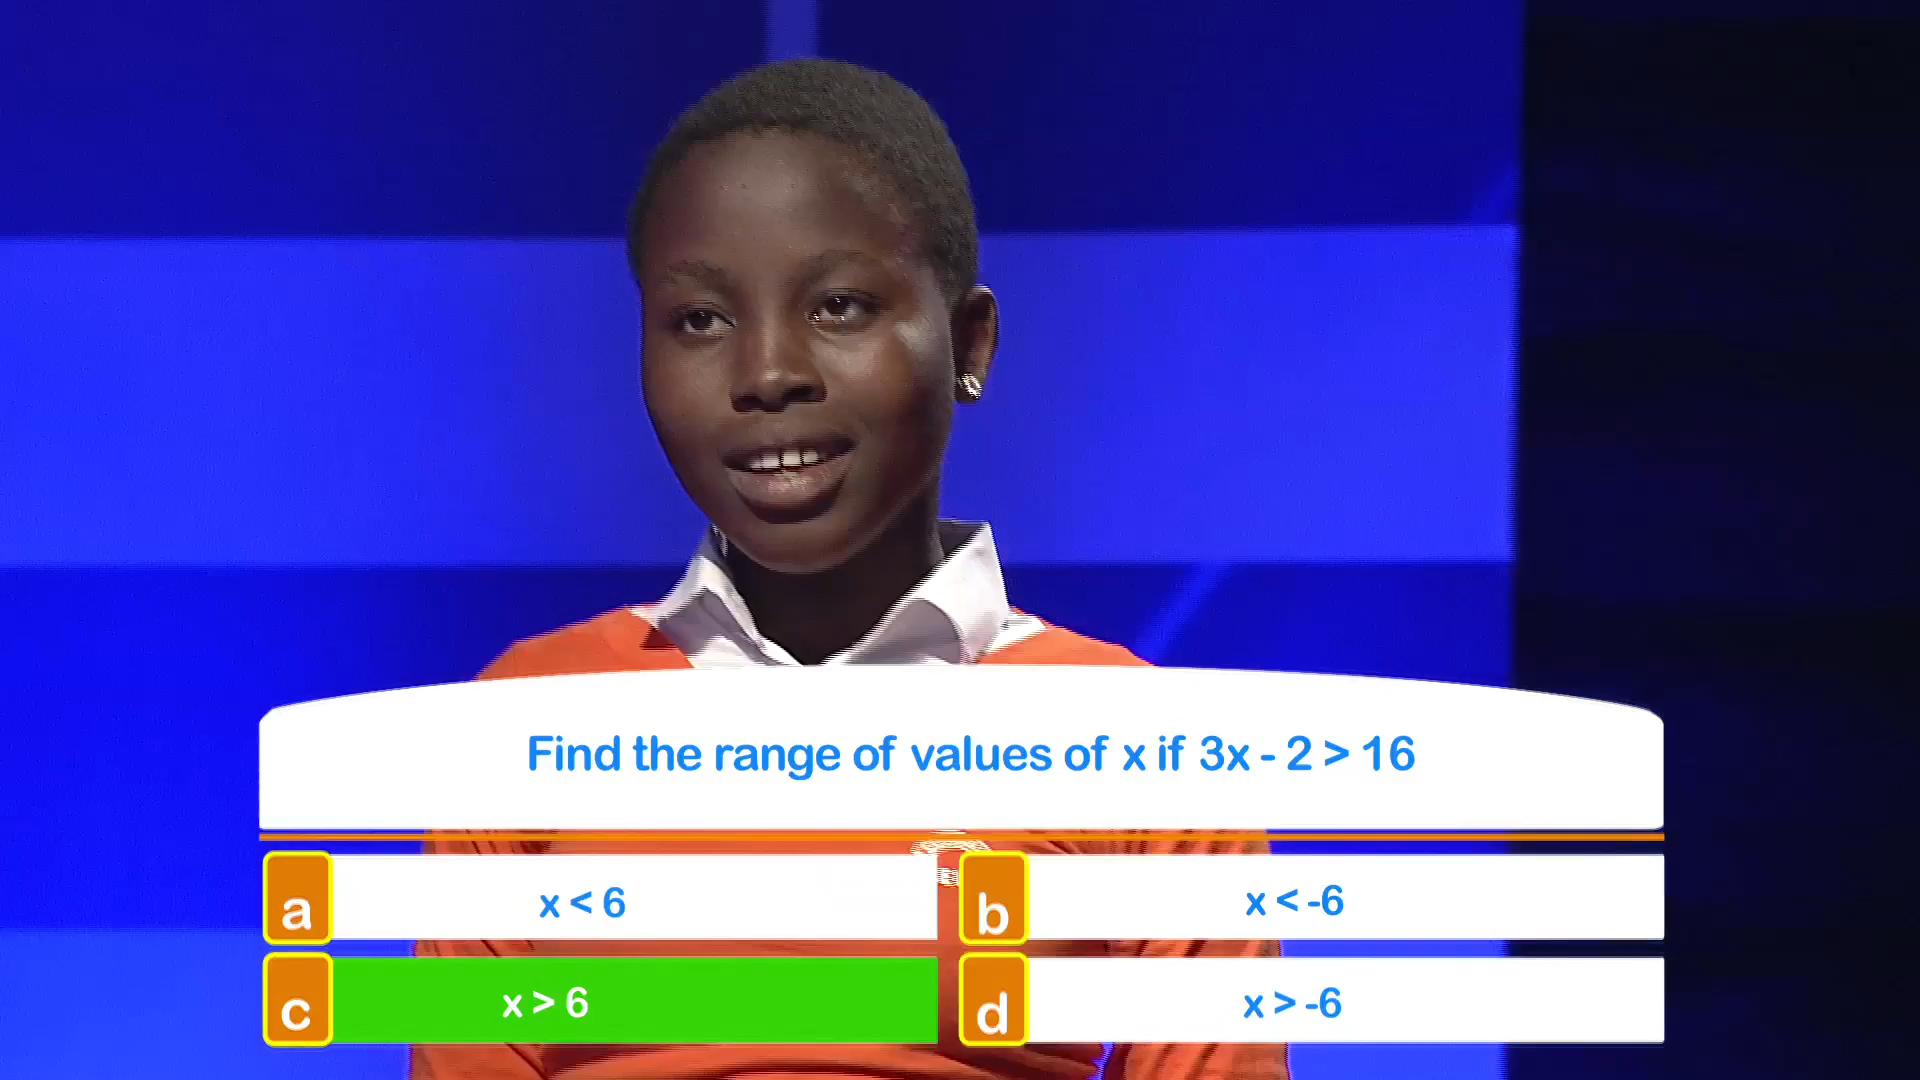 Find the range of values of x if 3x - 2 > 16
a x < 6
b x < -6
c x > 6
d x > -6